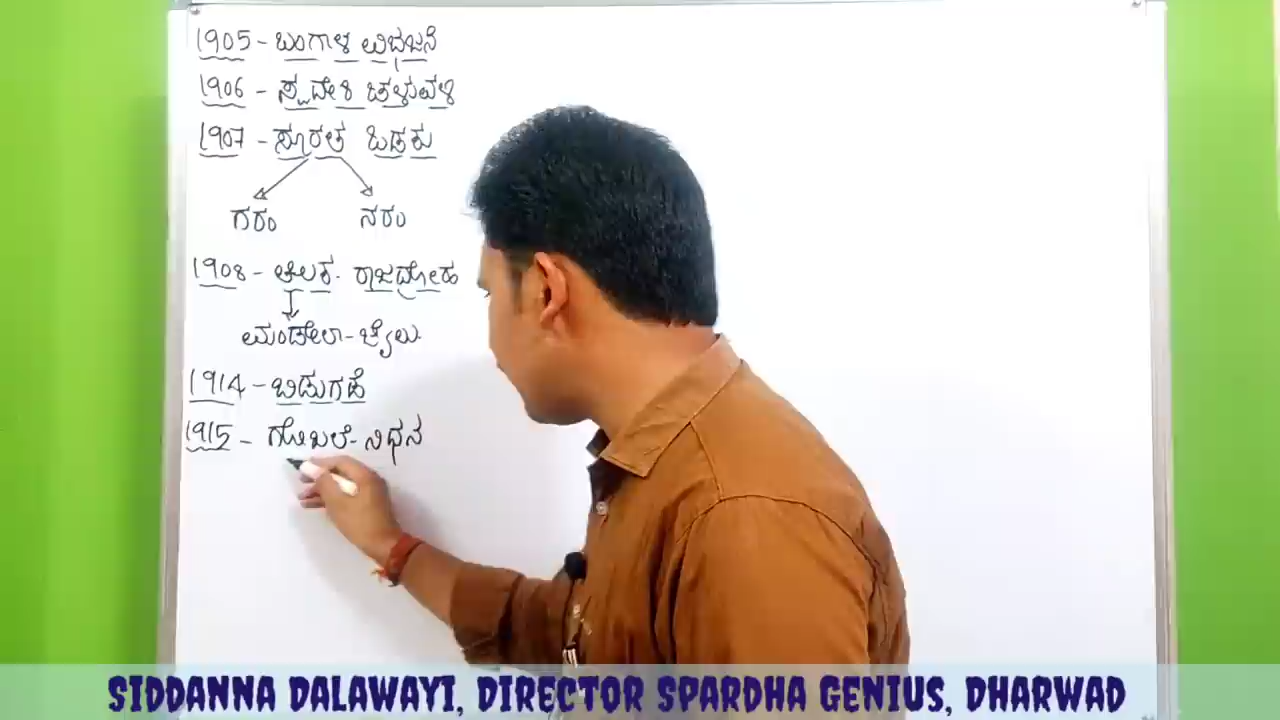 1905 - ಬಂಗಾಳ ವಿಭಜನೆ
1906 - ಸ್ವದೇಶಿ ಚಳುವಳಿ
1907 - ಸೂರತ ಒಡಕು
ಗರಂ ನರಂ
1908 - ತಿಲಕ - ರಾಜದ್ರೋಹ
ಮಂಡೇಲಾ - ಜೈಲು
1914 - ಬಿಡುಗಡೆ
1915 - ಗೋಖಲೆ - ನಿಧನ
SIDDANNA DALAWAYI, DIRECTOR SPARDHA GENIUS, DHARWAD